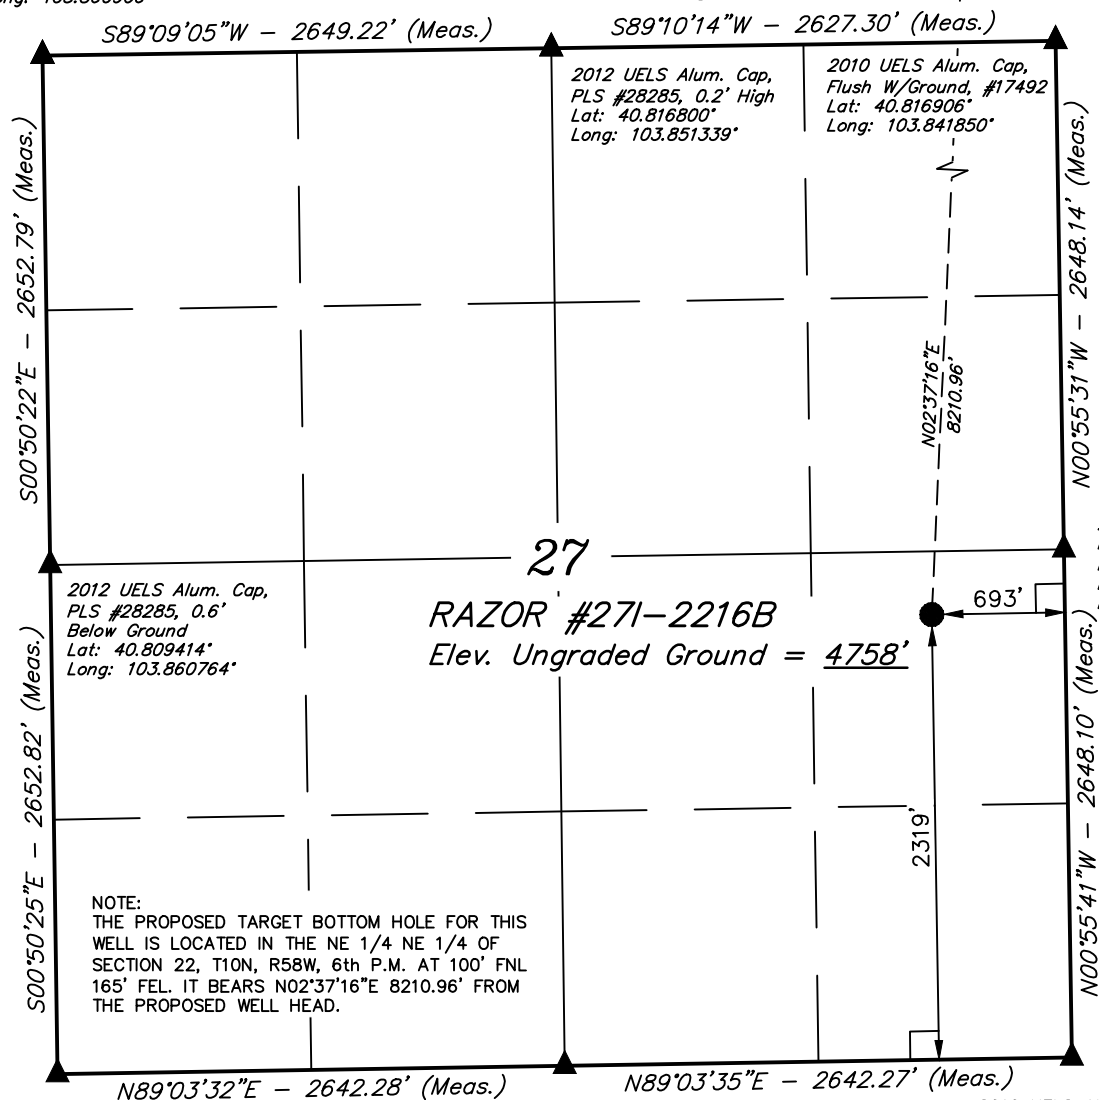 S89°09'05"W - 2649.22' (Meas.)
S89°10'14"W - 2627.30' (Meas.)
2012 UELS Alum. Cap,
PLS #28285, 0.2' High
Lat: 40.816800°
Long: 103.851339°
2010 UELS Alum. Cap,
Flush W/Ground, #17492
Lat: 40.816906°
Long: 103.841850°
S00°50'22"E - 2652.79' (Meas.)
N00°55'31"W - 2648.14' (Meas.)
N02°37'16"E
8210.96'
27
2012 UELS Alum. Cap,
PLS #28285, 0.6'
Below Ground
Lat: 40.809414°
Long: 103.860764°
RAZOR #27I-2216B
Elev. Ungraded Ground = 4758'
693'
2319'
S00°50'25"E - 2652.82' (Meas.)
N00°55'41"W - 2648.10' (Meas.)
NOTE:
THE PROPOSED TARGET BOTTOM HOLE FOR THIS
WELL IS LOCATED IN THE NE 1/4 NE 1/4 OF
SECTION 22, T10N, R58W, 6th P.M. AT 100' FNL
165' FEL. IT BEARS N02°37'16"E 8210.96' FROM
THE PROPOSED WELL HEAD.
N89°03'32"E - 2642.28' (Meas.)
N89°03'35"E - 2642.27' (Meas.)